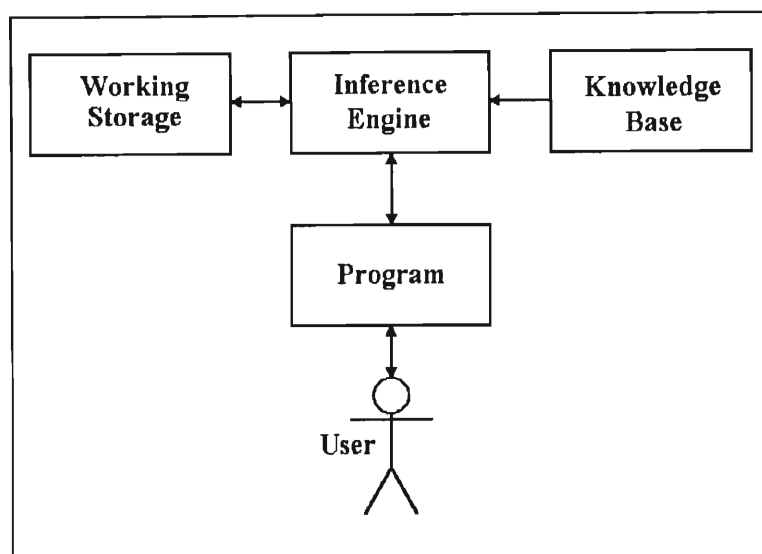 Working
Storage
Inference
Engine
Knowledge
Base
Program
User